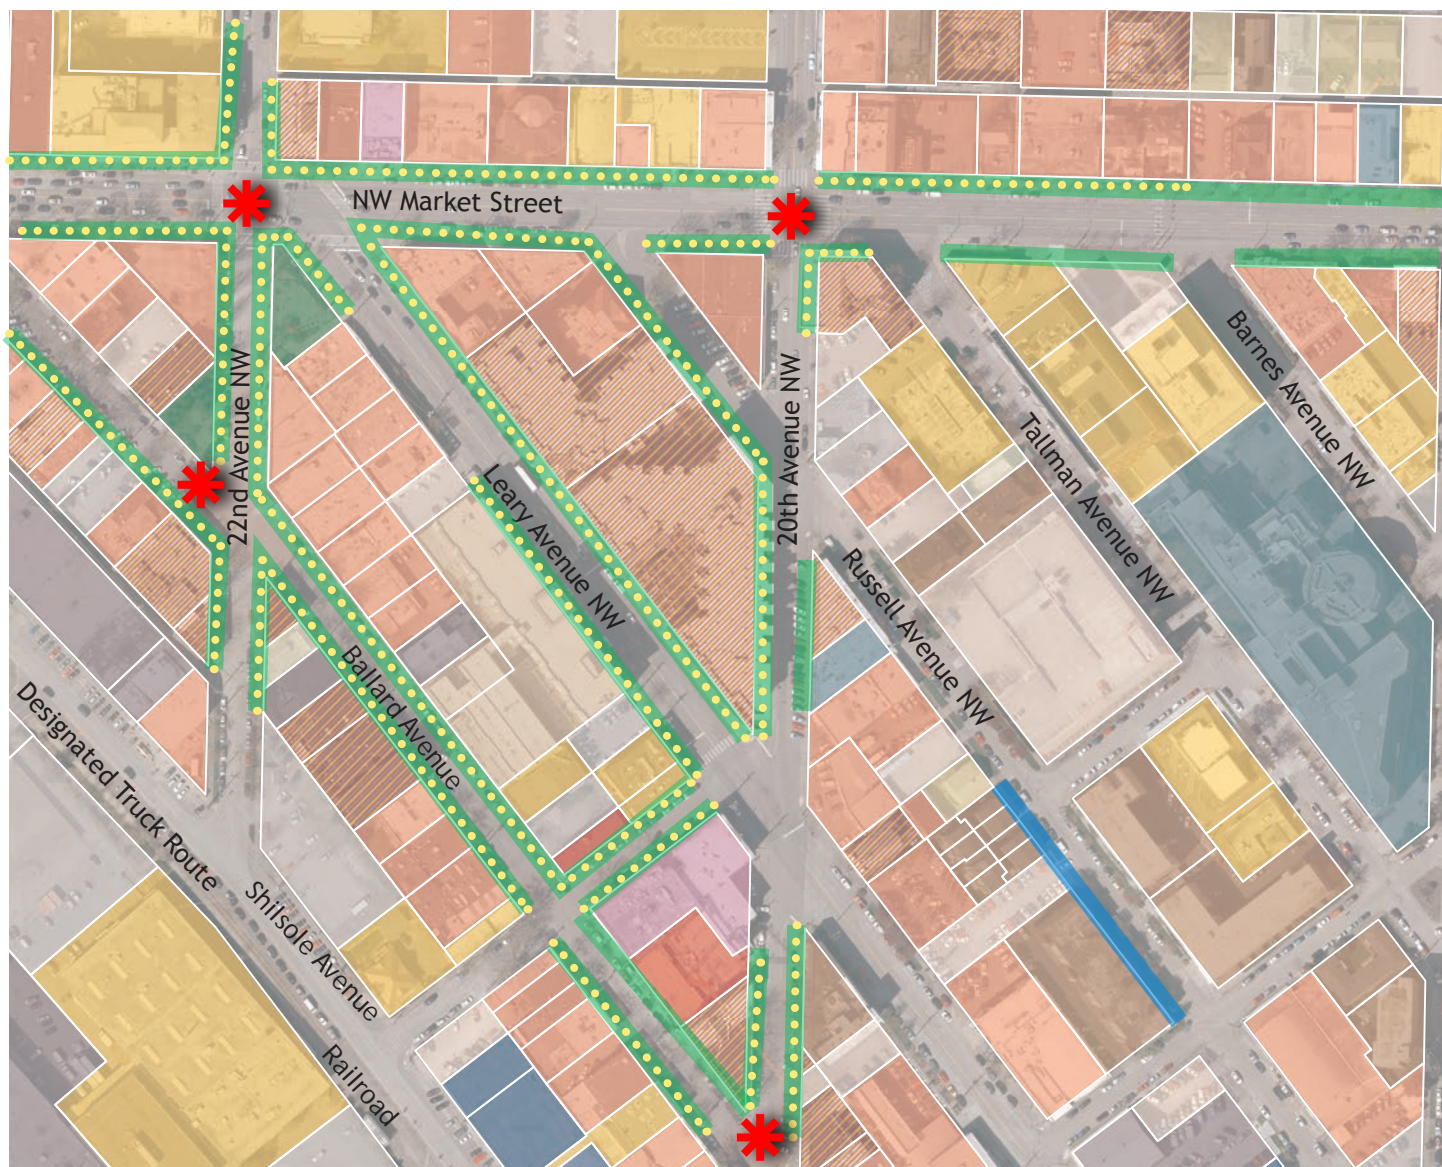 NW Market Street
22nd Avenue NW
20th Avenue NW
Barnes Avenue NW
Tallman Avenue NW
Leary Avenue NW
Russell Avenue NW
Ballard Avenue
Designated Truck Route
Shilsole Avenue
Railroad